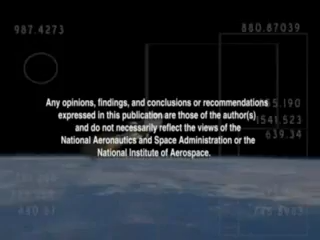 987.4273
880.87039
Any opinions, findings, and conclusions or recommendations
expressed in this publication are those of the author(s)
and do not necessarily reflect the views of the
National Aeronautics and Space Administration or the
National Institute of Aerospace.
1541.523
639.34